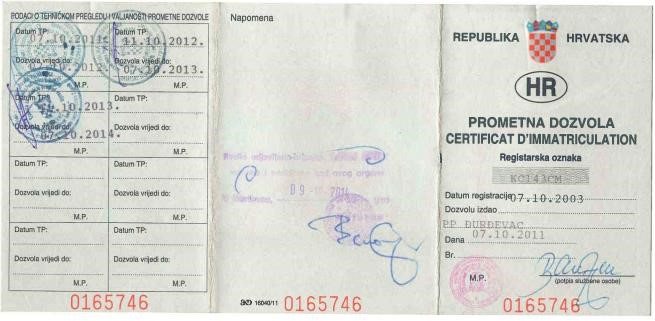 PODACI O TEHNIČKOM PREGLEDU I VALJANOSTI PROMETNE DOZVOLE
Datum TP:
07.10.2011.
Dozvola vrijedi do:
07.10.2012.
M.P.
Datum TP:
11.10.2012.
Dozvola vrijedi do:
07.10.2013.
M.P.
Datum TP:
10.2013.
Dozvola vrijedi do:
07.10.2014.
M.P.
Datum TP:
Dozvola vrijedi do:
M.P.
Datum TP:
Dozvola vrijedi do:
M.P.
Datum TP:
Dozvola vrijedi do:
M.P.
Datum TP:
Dozvola vrijedi do:
M.P.
Datum TP:
Dozvola vrijedi do:
M.P.
0165746
Napomena
09 -10- 2014
16040/11
0165746
REPUBLIKA HRVATSKA
HR
PROMETNA DOZVOLA
CERTIFICAT D'IMMATRICULATION
Registarska oznaka
KC143CM
Datum registracije 07.10.2003
Dozvolu izdao
PP ĐURĐEVAC
Dana 07.10.2011
Br.
M.P.
(potpis službene osobe)
0165746